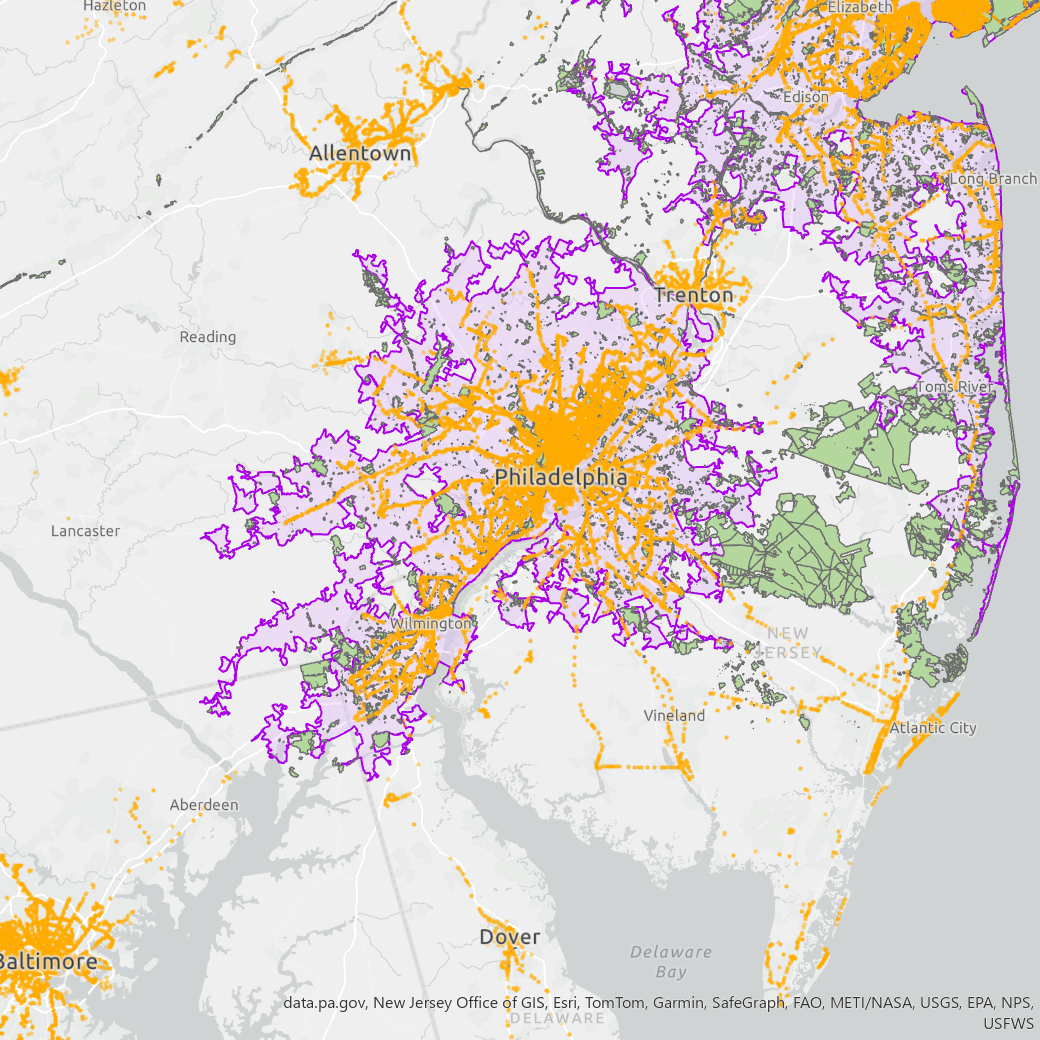 Hazleton
Elizabeth
Edison
Allentown
Long Branch
Trenton
Reading
Toms River
Philadelphia
Lancaster
Wilmington
NEW
JERSEY
Vineland
Atlantic City
Aberdeen
Dover
Baltimore
Delaware
Bay
data.pa.gov, New Jersey Office of GIS, Esri, TomTom, Garmin, SafeGraph, FAO, METI/NASA, USGS, EPA, NPS,
USFWS
DELAWARE